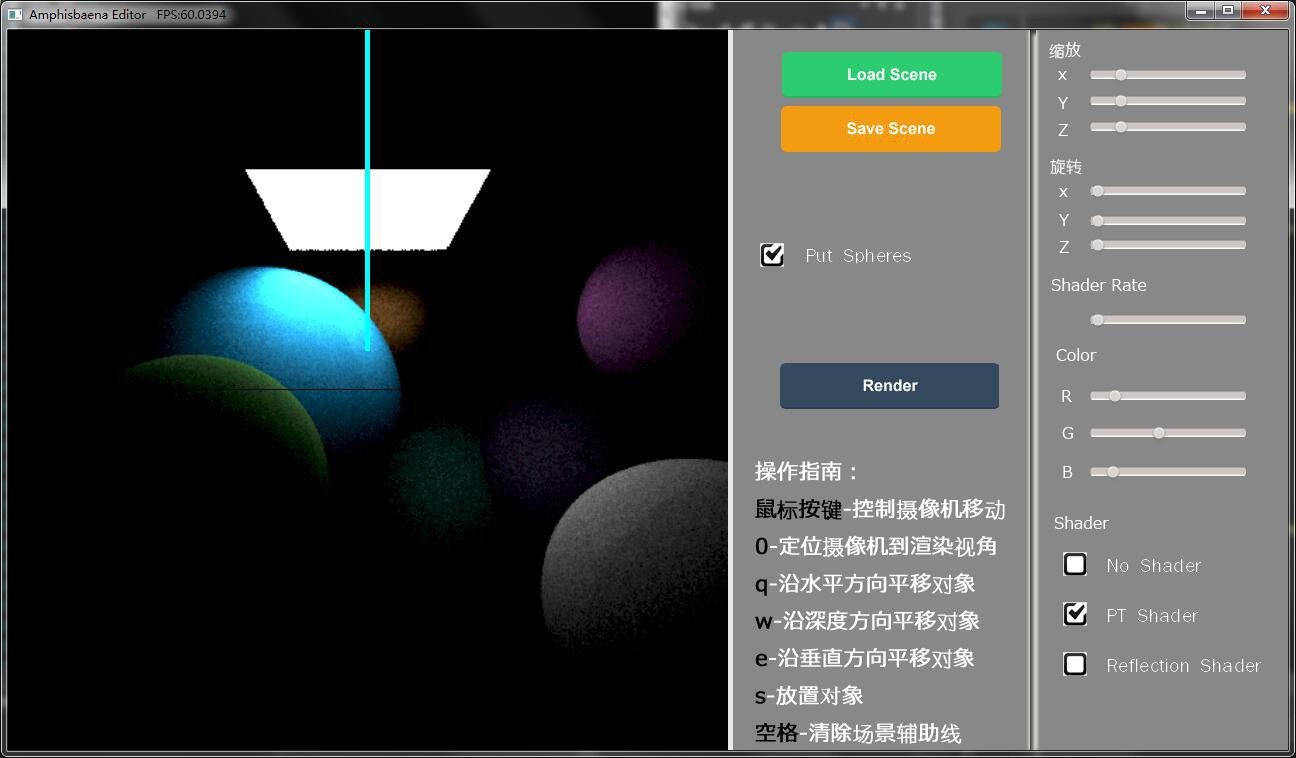 Amphisbaena Editor FPS:60.0394
Load Scene
Save Scene
Put Spheres
Render
操作指南：
鼠标按键-控制摄像机移动
0-定位摄像机到渲染视角
q-沿水平方向平移对象
w-沿深度方向平移对象
e-沿垂直方向平移对象
s-放置对象
空格-清除场景辅助线
缩放
x
Y
Z
旋转
x
Y
Z
Shader Rate
Color
R
G
B
Shader
No Shader
PT Shader
Reflection Shader